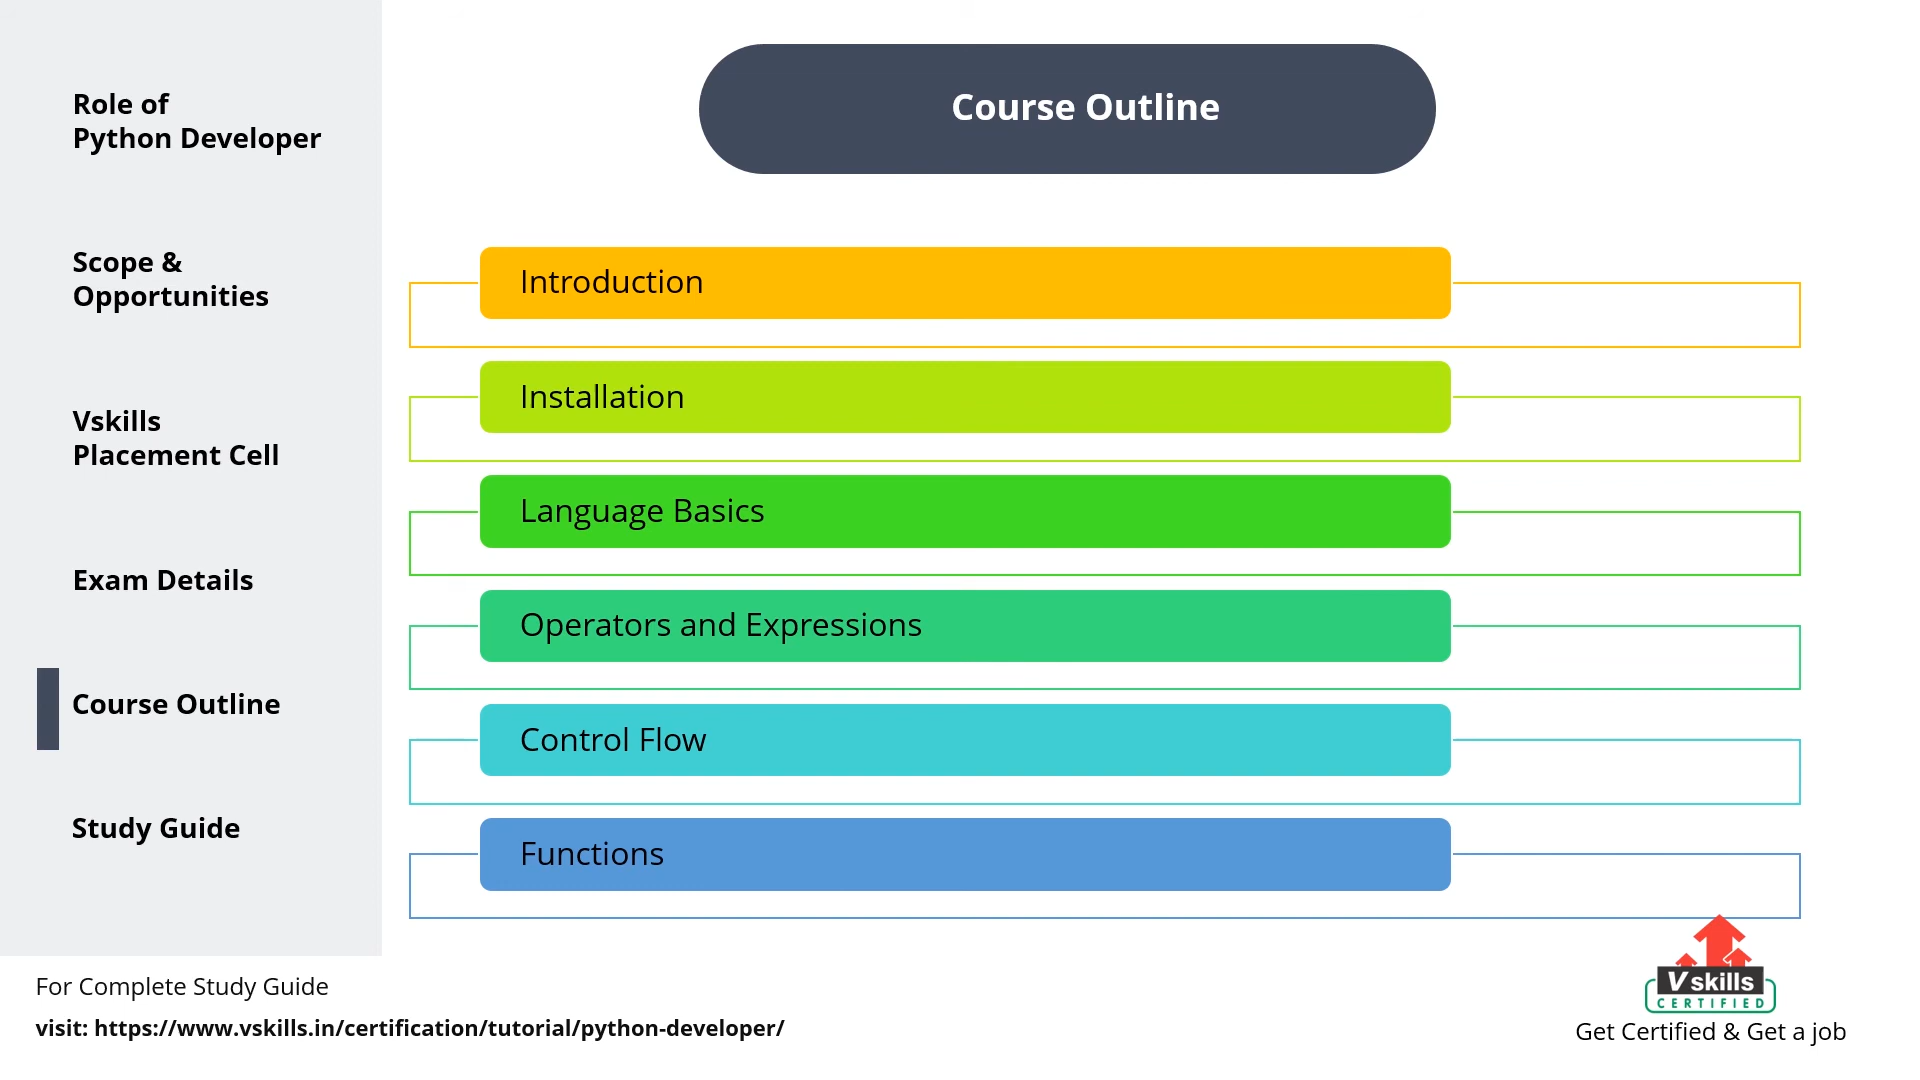 Role of
Python Developer
Scope &
Opportunities
Vskills
Placement Cell
Exam Details
Course Outline
Study Guide
Course Outline
Introduction
Installation
Language Basics
Operators and Expressions
Control Flow
Functions
For Complete Study Guide
visit: https://www.vskills.in/certification/tutorial/python-developer/
Vskills
CERTIFIED
Get Certified & Get a job